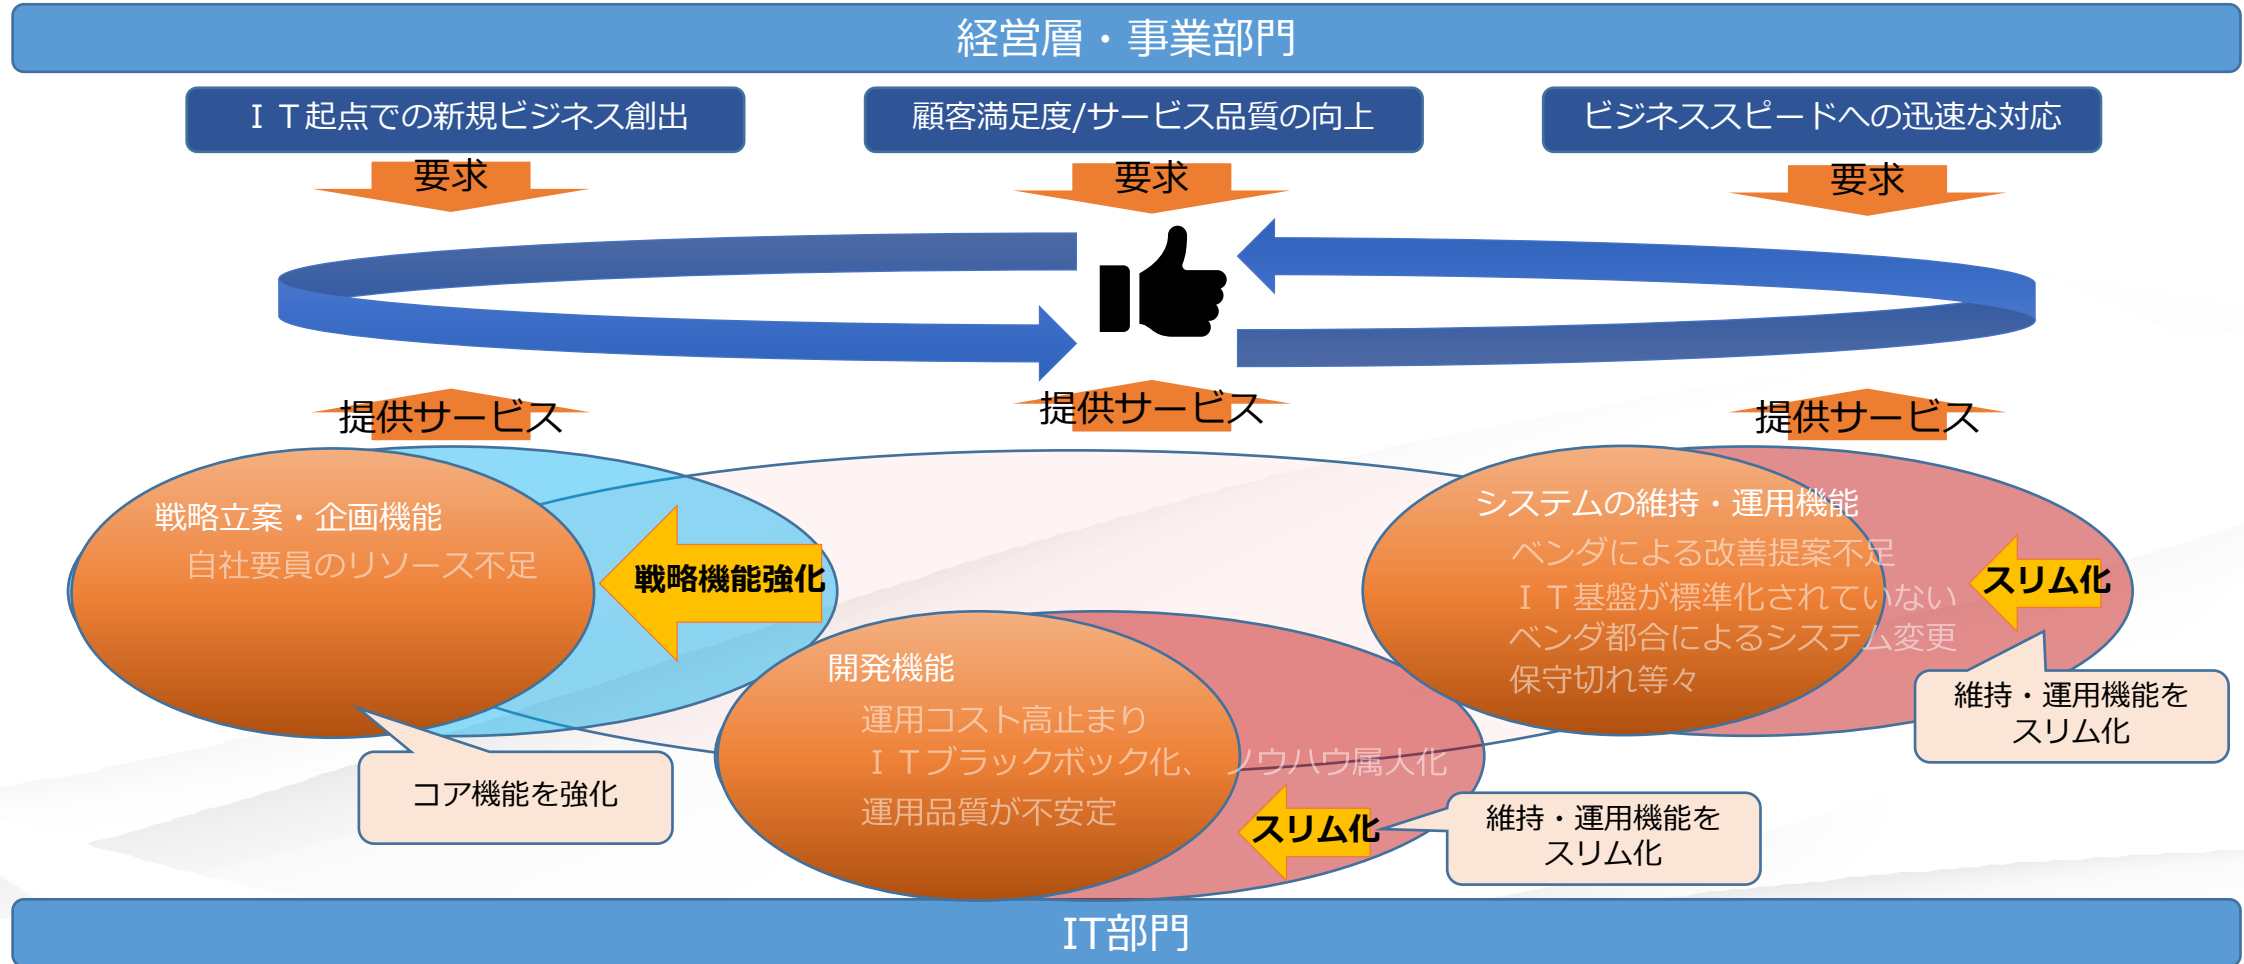 経営層・事業部門
ＩＴ起点での新規ビジネス創出
顧客満足度/サービス品質の向上
ビジネススピードへの迅速な対応
要求
要求
要求
提供サービス
提供サービス
提供サービス
戦略立案・企画機能
自社要員のリソース不足
戦略機能強化
コア機能を強化
開発機能
運用コスト高止まり
ＩＴブラックボック化、 ノウハウ属人化
運用品質が不安定
スリム化
維持・運用機能を
スリム化
システムの維持・運用機能
ベンダによる改善提案不足
ＩＴ基盤が標準化されていない
ベンダ都合によるシステム変更
保守切れ等々
スリム化
維持・運用機能を
スリム化
IT部門